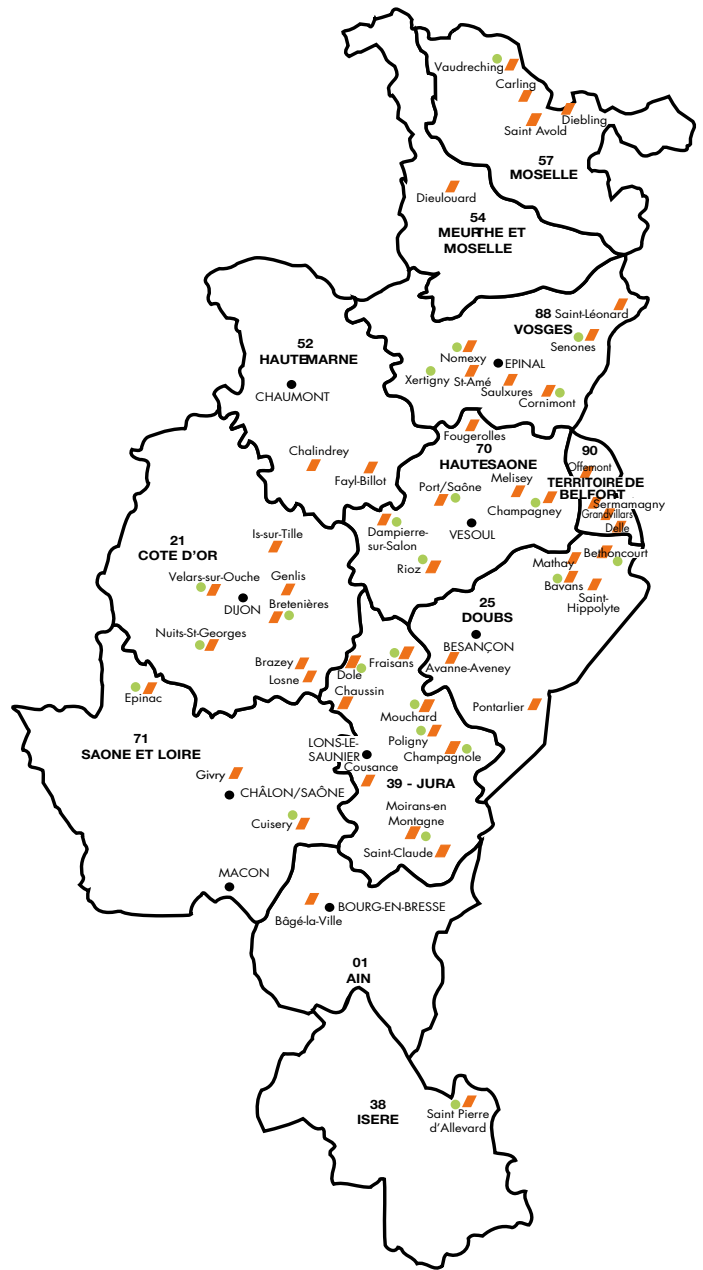 Vaudreching
Carling
Diebling
Saint Avold
57
MOSELLE
Dieulouard
54
MEURTHE ET
MOSELLE
88 Saint-Léonard
VOSGES
Senones
Nomexy
EPINAL
Xertigny
St-Amé
Saulxures
Cornimont
52
HAUTEMARNE
CHAUMONT
Chalindrey
Fayl-Billot
Fougerolles
70
HAUTESAONE
Melisey
Port/Saône
Champagney
Dampierre-
sur-Salon
VESOUL
Rioz
90
Offemont
TERRITOIRE DE
BELFORT
Sermamagny
Grandvillars
Delle
21
COTE D'OR
Is-sur-Tille
Velars-sur-Ouche
Genlis
DIJON
Bretenières
Nuits-St-Georges
Brazey
Losne
Mathay
Bethoncourt
Bavans
Saint-
Hippolyte
25
DOUBS
BESANÇON
Avanne-Aveney
Pontarlier
Dole
Fraisans
Chaussin
Mouchard
Poligny
Champagnole
LONS-LE-
SAUNIER
Cousance
39 - JURA
Moirans-en
Montagne
Saint-Claude
Epinac
71
SAONE ET LOIRE
Givry
CHÂLON/SAÔNE
Cuisery
MACON
BOURG-EN-BRESSE
Bâgé-la-Ville
01
AIN
38
ISERE
Saint Pierre
d'Allevard